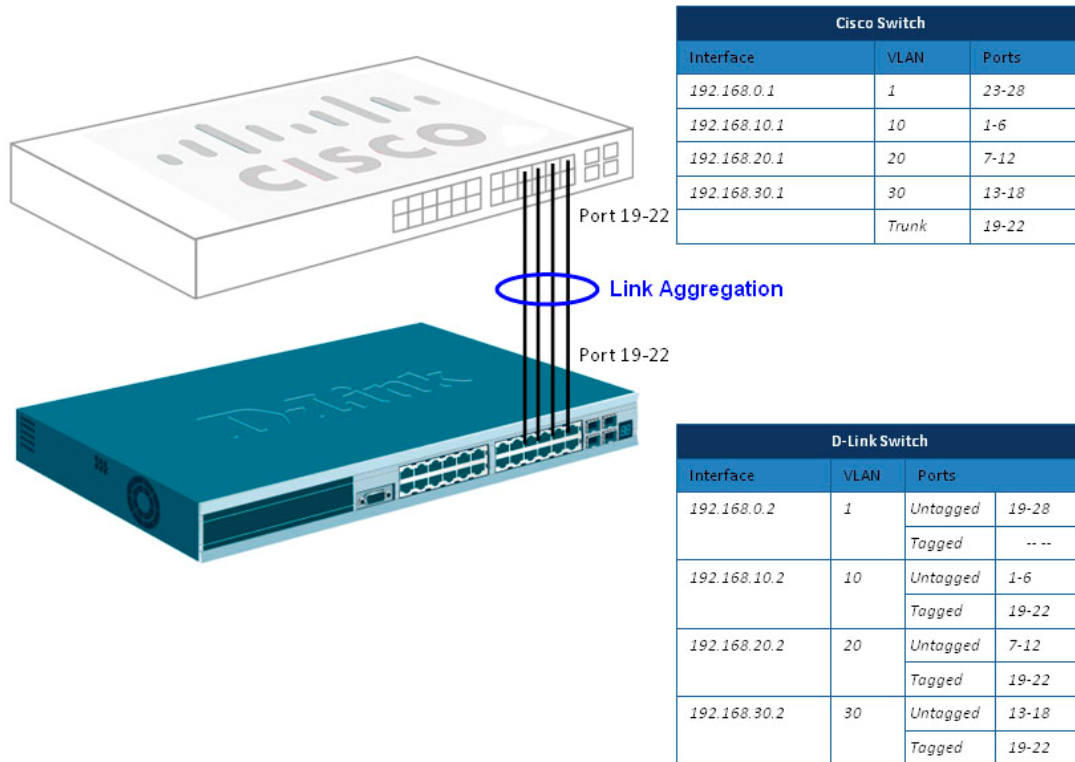 Cisco Switch
Interface VLAN Ports
192.168.0.1 1 23-28
192.168.10.1 10 1-6
192.168.20.1 20 7-12
192.168.30.1 30 13-18
Trunk 19-22
CISCO
Port 19-22
Link Aggregation
Port 19-22
D-Link
D-Link Switch
Interface VLAN Ports
192.168.0.2 1 Untagged 19-28
Tagged -- --
192.168.10.2 10 Untagged 1-6
Tagged 19-22
192.168.20.2 20 Untagged 7-12
Tagged 19-22
192.168.30.2 30 Untagged 13-18
Tagged 19-22